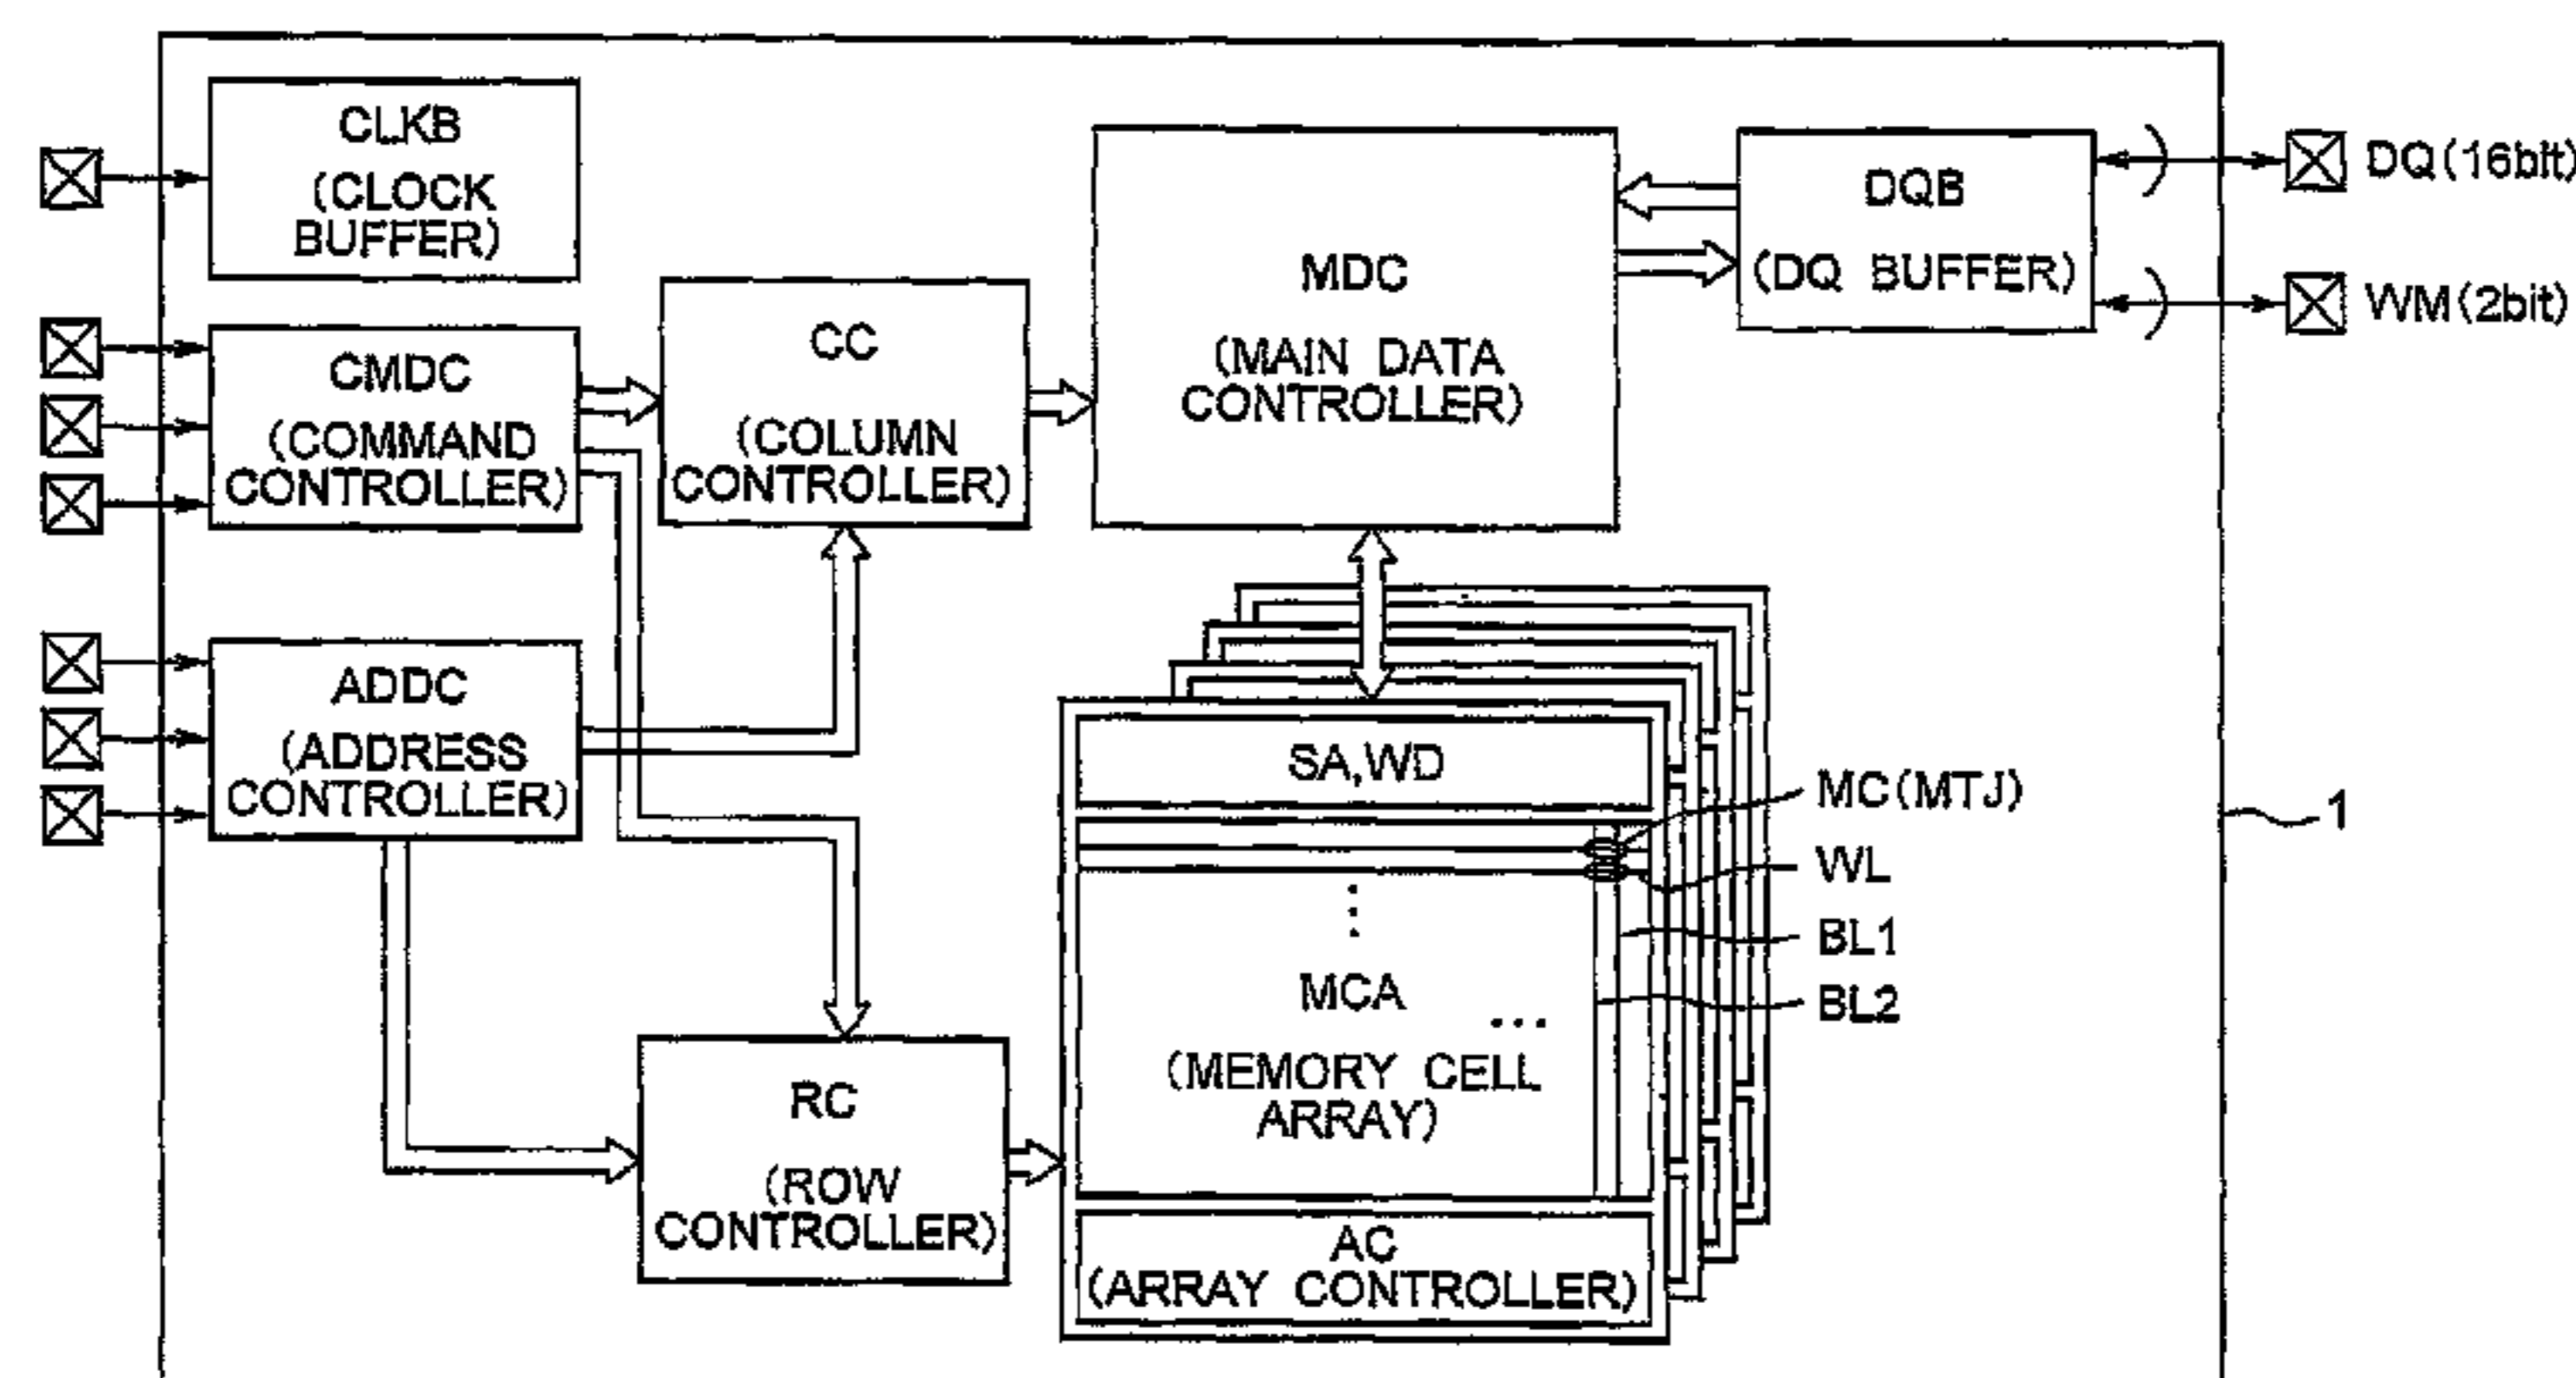 CLKB
(CLOCK
BUFFER)
CMDC
(COMMAND
CONTROLLER)
ADDC
(ADDRESS
CONTROLLER)
CC
(COLUMN
CONTROLLER)
RC
(ROW
CONTROLLER)
MDC
(MAIN DATA
CONTROLLER)
DQB
(DQ BUFFER)
DQ(16bit)
WM(2bit)
SA,WD
MCA
(MEMORY CELL
ARRAY)
AC
(ARRAY CONTROLLER)
MC(MTJ)
WL
BL1
BL2
1